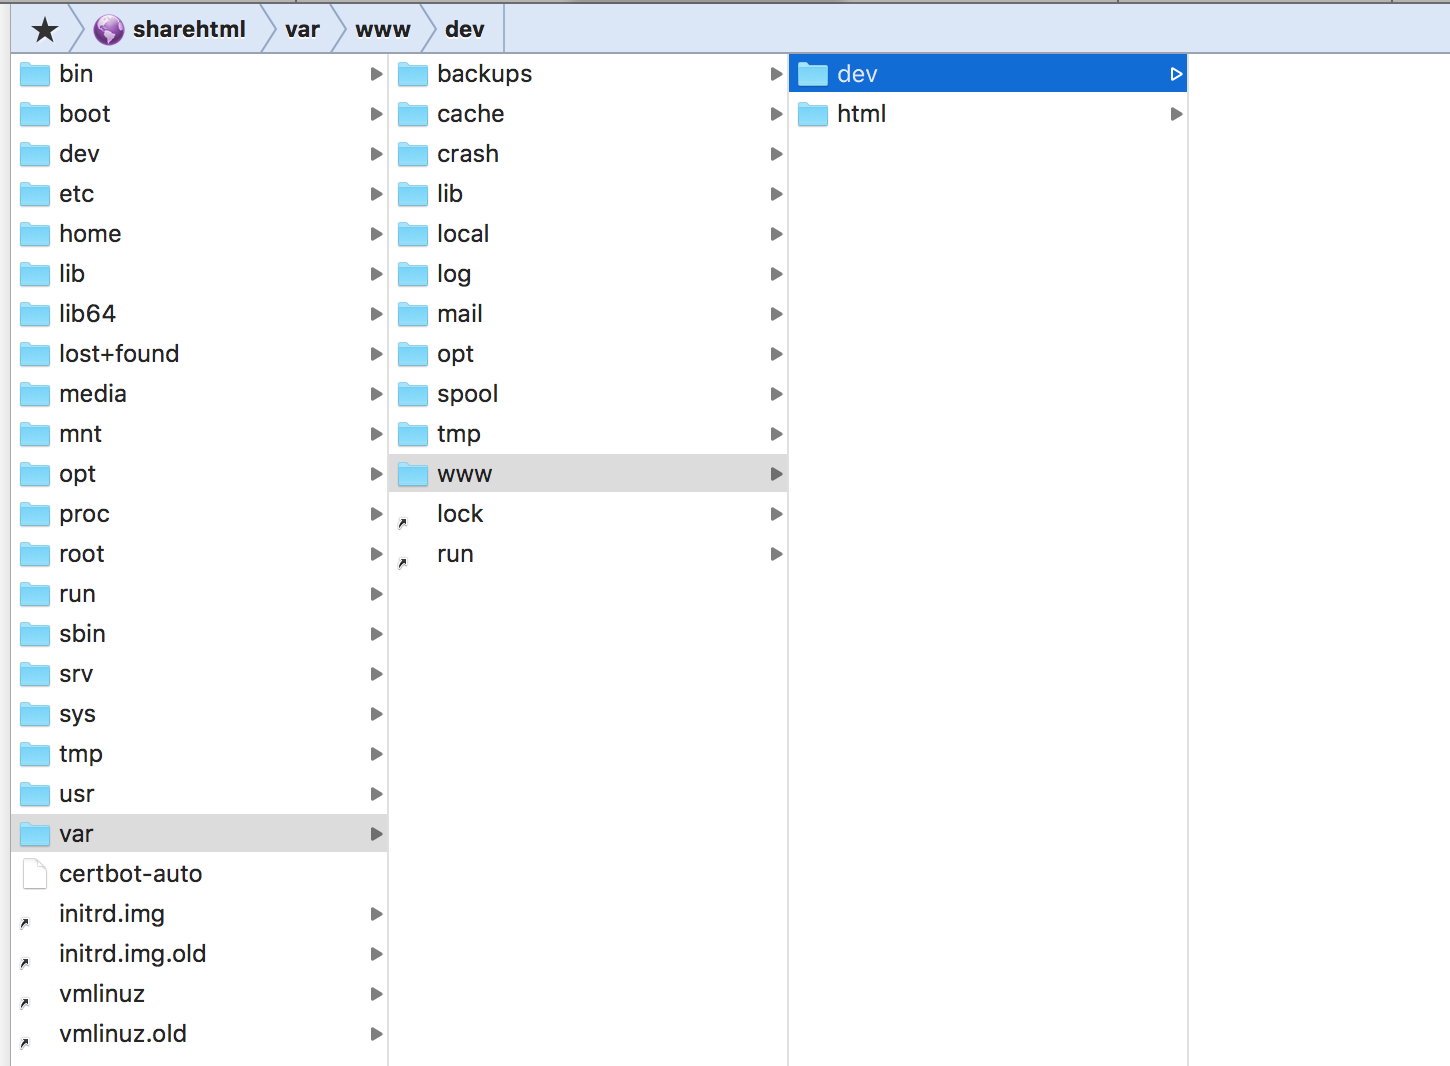 sharehtml var www dev
bin
boot
dev
etc
home
lib
lib64
lost+found
media
mnt
opt
proc
root
run
sbin
srv
sys
tmp
usr
var
certbot-auto
initrd.img
initrd.img.old
vmlinuz
vmlinuz.old
backups
cache
crash
lib
local
log
mail
opt
spool
tmp
www
lock
run
dev
html